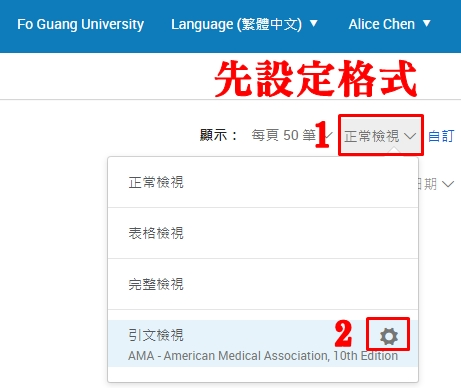 Fo Guang University Language (繁體中文) Alice Chen
先設定格式
顯示： 每頁 50 筆 1 正常檢視 自訂
正常檢視 日期
表格檢視
完整檢視
引文檢視 2
AMA - American Medical Association, 10th Edition